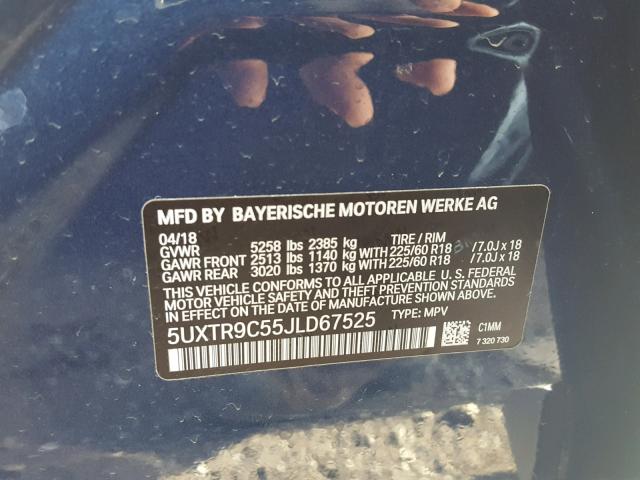 MFD BY BAYERISCHE MOTOREN WERKE AG
04/18
GVWR 5258 lbs 2385 kg TIRE / RIM
GAWR FRONT 2513 lbs 1140 kg WITH 225/60 R18 /7.0J x 18
GAWR REAR 3020 lbs 1370 kg WITH 225/60 R18 /7.0J x 18
THIS VEHICLE CONFORMS TO ALL APPLICABLE U.S. FEDERAL
MOTOR VEHICLE SAFETY, BUMPER AND THEFT PREVENTION
STANDARDS IN EFFECT ON THE DATE OF MANUFACTURE SHOWN ABOVE.
5UXTR9C55JLD67525 TYPE: MPV
C1MM
7 320 730